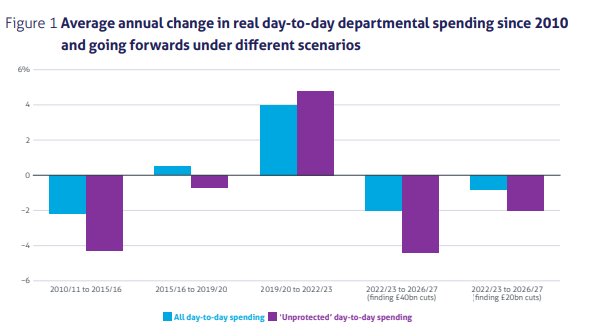 Figure 1 Average annual change in real day-to-day departmental spending since 2010
and going forwards under different scenarios
6%
4
2
0
−2
−4
−6
2010/11 to 2015/16
2015/16 to 2019/20
2019/20 to 2022/23
2022/23 to 2026/27
(finding £40bn cuts)
2022/23 to 2026/27
(finding £20bn cuts)
All day-to-day spending
'Unprotected' day-to-day spending